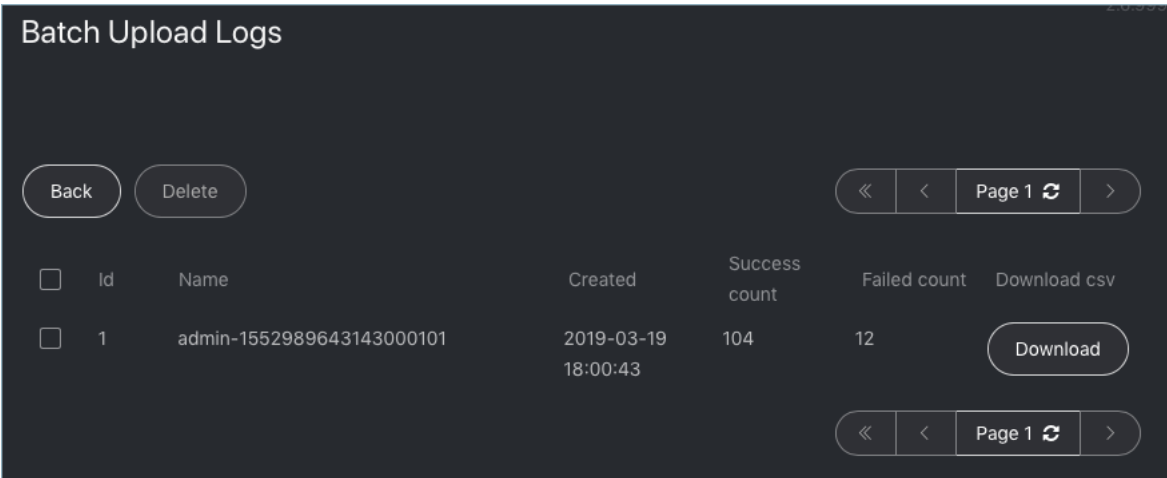 Batch Upload Logs
Back Delete « < Page 1 >
Id Name Created Success count Failed count Download csv
1 admin-1552989643143000101 2019-03-19 18:00:43 104 12 Download
« < Page 1 >